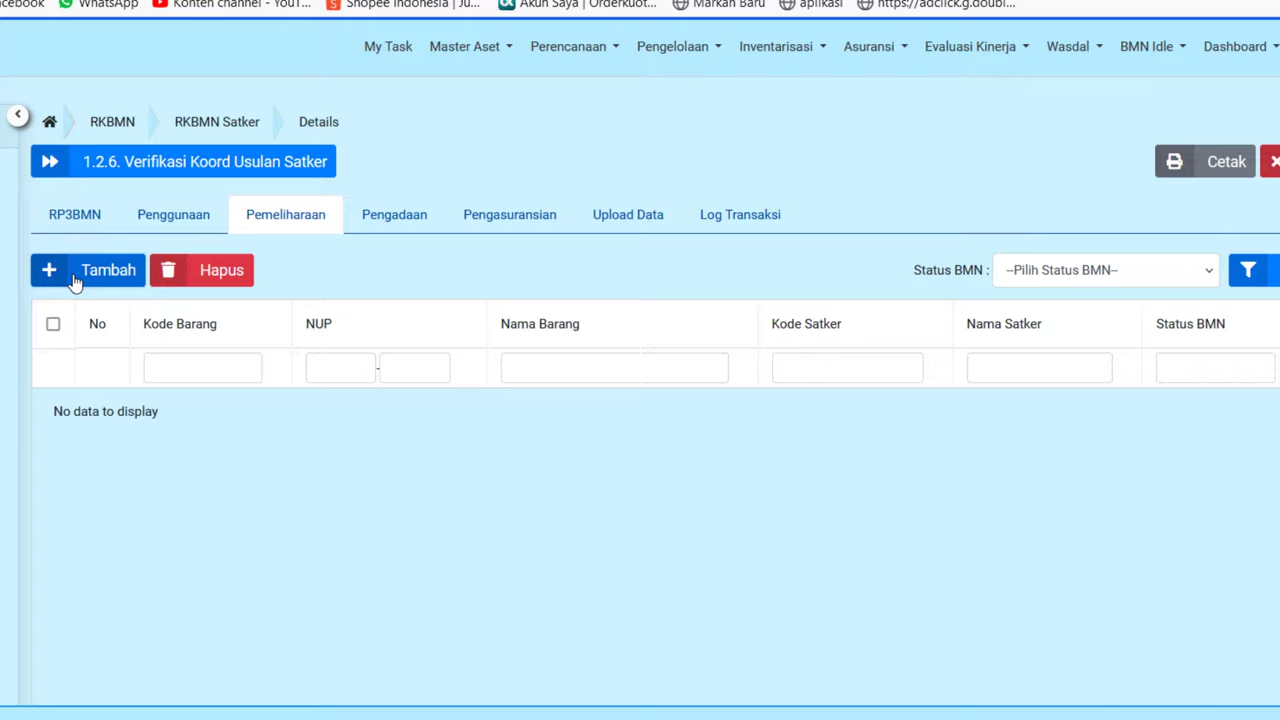 cebook WhatsApp Konten channel - YouT... Shopee Indonesia | Ju... Akun Saya | Orderkuot... Markah Baru aplikasi https://adclick.g.doubl...
My Task Master Aset Perencanaan Pengelolaan Inventarisasi Asuransi Evaluasi Kinerja Wasdal BMN Idle Dashboard
RKBMN RKBMN Satker Details
1.2.6. Verifikasi Koord Usulan Satker Cetak
RP3BMN Penggunaan Pemeliharaan Pengadaan Pengasuransian Upload Data Log Transaksi
+ Tambah Hapus Status BMN : --Pilih Status BMN--
No Kode Barang NUP Nama Barang Kode Satker Nama Satker Status BMN
-
No data to display